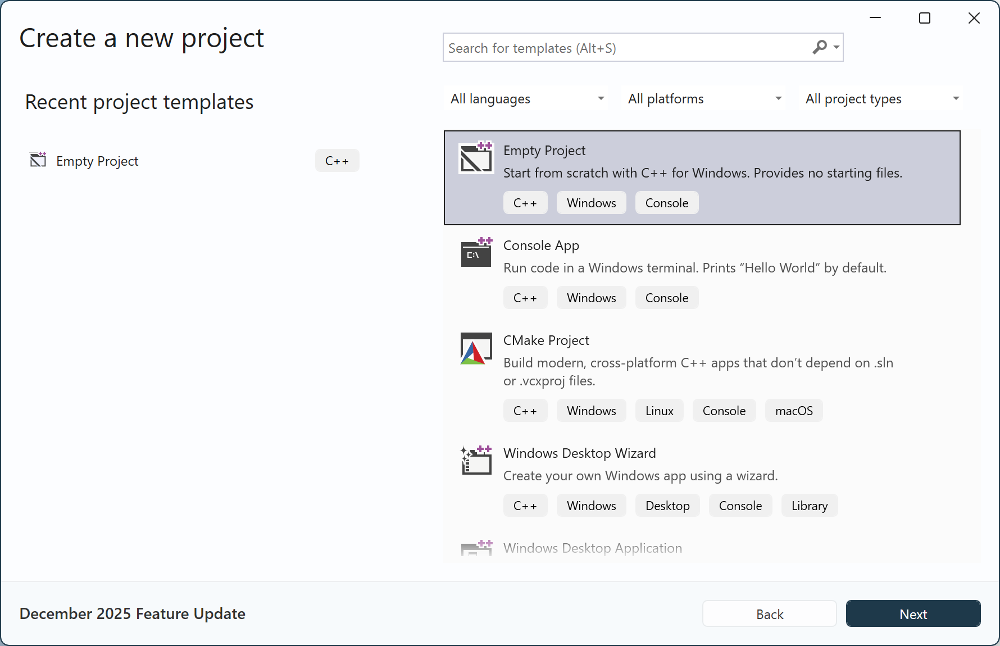 Create a new project
Search for templates (Alt+S)
Recent project templates
All languages
All platforms
All project types
Empty Project
C++
Empty Project
Start from scratch with C++ for Windows. Provides no starting files.
C++ Windows Console
Console App
C:\
Run code in a Windows terminal. Prints “Hello World” by default.
C++ Windows Console
CMake Project
Build modern, cross-platform C++ apps that don’t depend on .sln
or .vcxproj files.
C++ Windows Linux Console macOS
Windows Desktop Wizard
Create your own Windows app using a wizard.
C++ Windows Desktop Console Library
Windows Desktop Application
December 2025 Feature Update
Back
Next